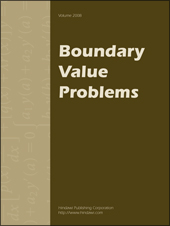 Volume 2008
Boundary
Value
Problems
Hindawi Publishing Corporation
http://www.hindawi.com